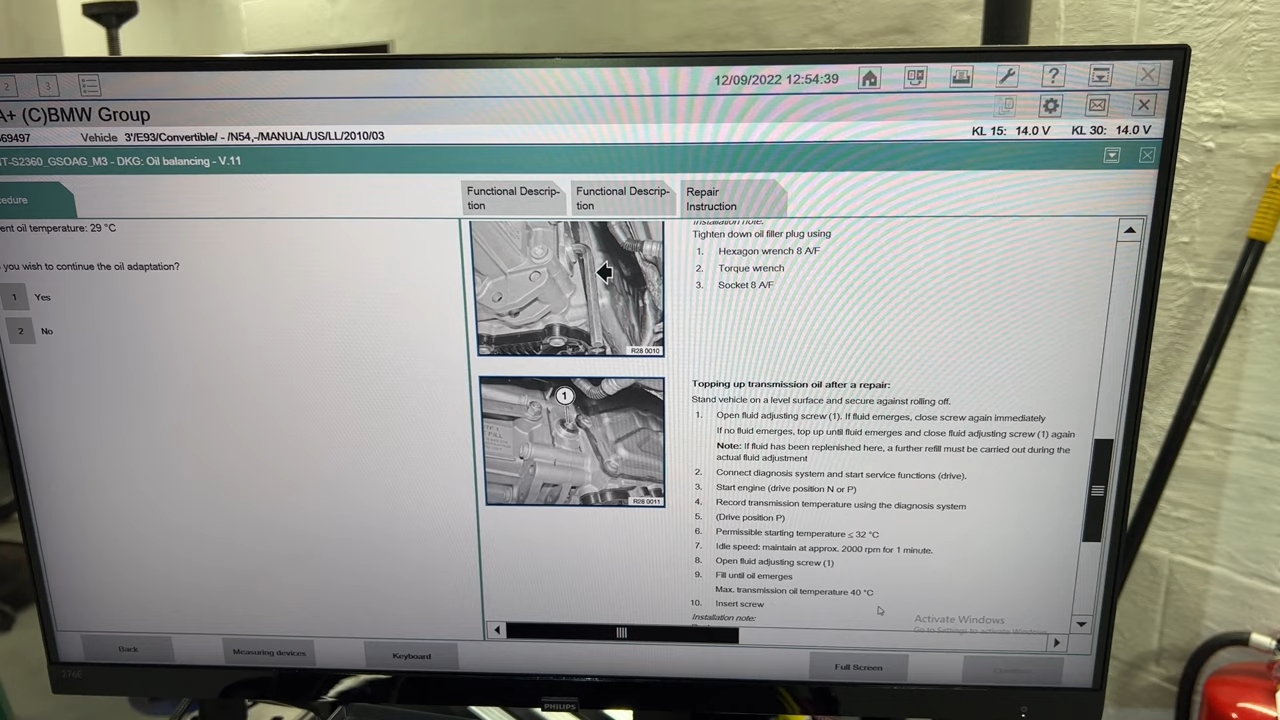 2 3
12/09/2022 12:54:39
A+ (C)BMW Group
69497 Vehicle 3'/E93/Convertible/ - /N54,-/MANUAL/US/LL/2010/03
KL 15: 14.0 V KL 30: 14.0 V
T-S2360_GSOAG_M3 - DKG: Oil balancing - V.11
edure
Functional Descrip-
tion
Functional Descrip-
tion
Repair
Instruction
ent oil temperature: 29 °C
you wish to continue the oil adaptation?
1 Yes
2 No
Installation note:
Tighten down oil filler plug using
1. Hexagon wrench 8 A/F
2. Torque wrench
3. Socket 8 A/F
R28 0010
1
R28 0011
Topping up transmission oil after a repair:
Stand vehicle on a level surface and secure against rolling off.
1. Open fluid adjusting screw (1). If fluid emerges, close screw again immediately
If no fluid emerges, top up until fluid emerges and close fluid adjusting screw (1) again
Note: If fluid has been replenished here, a further refill must be carried out during the
actual fluid adjustment
2. Connect diagnosis system and start service functions (drive).
3. Start engine (drive position N or P)
4. Record transmission temperature using the diagnosis system
5. (Drive position P)
6. Permissible starting temperature ≤ 32 °C
7. Idle speed: maintain at approx. 2000 rpm for 1 minute.
8. Open fluid adjusting screw (1)
9. Fill until oil emerges
Max. transmission oil temperature 40 °C
10. Insert screw
Installation note:
Activate Windows
Go to Settings to activate Windows.
Back
Measuring devices
Keyboard
Full Screen
276E
PHILIPS